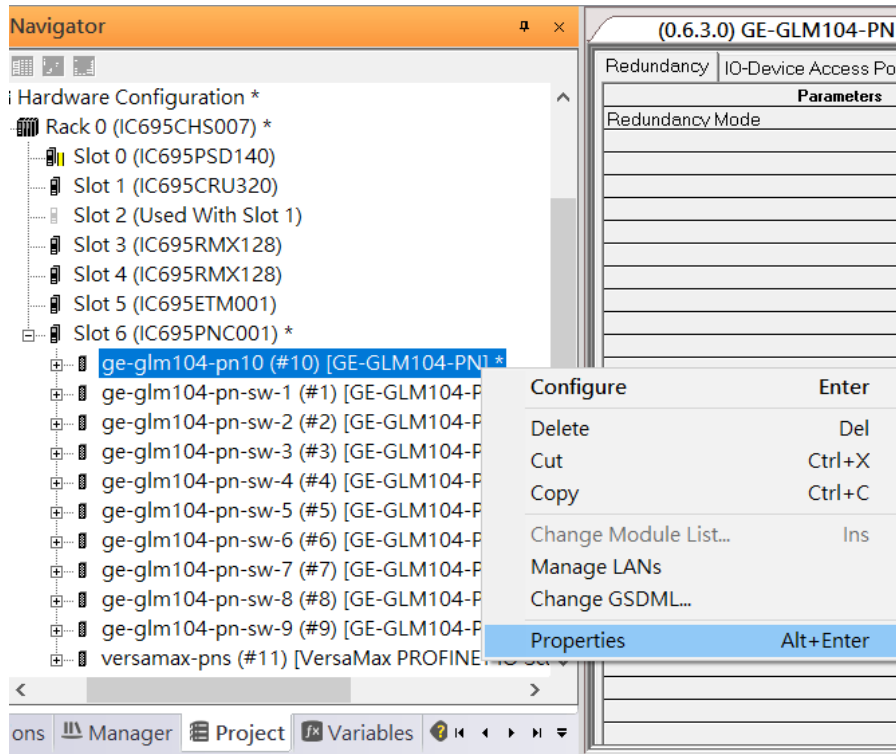 Navigator
Hardware Configuration *
Rack 0 (IC695CHS007) *
Slot 0 (IC695PSD140)
Slot 1 (IC695CRU320)
Slot 2 (Used With Slot 1)
Slot 3 (IC695RMX128)
Slot 4 (IC695RMX128)
Slot 5 (IC695ETM001)
Slot 6 (IC695PNC001) *
ge-glm104-pn10 (#10) [GE-GLM104-PN] *
ge-glm104-pn-sw-1 (#1) [GE-GLM104-P
ge-glm104-pn-sw-2 (#2) [GE-GLM104-P
ge-glm104-pn-sw-3 (#3) [GE-GLM104-P
ge-glm104-pn-sw-4 (#4) [GE-GLM104-P
ge-glm104-pn-sw-5 (#5) [GE-GLM104-P
ge-glm104-pn-sw-6 (#6) [GE-GLM104-P
ge-glm104-pn-sw-7 (#7) [GE-GLM104-P
ge-glm104-pn-sw-8 (#8) [GE-GLM104-P
ge-glm104-pn-sw-9 (#9) [GE-GLM104-P
versamax-pns (#11) [VersaMax PROFINET
ons Manager Project Variables
(0.6.3.0) GE-GLM104-PN
Redundancy IO-Device Access Po
Parameters
Redundancy Mode
Configure Enter
Delete Del
Cut Ctrl+X
Copy Ctrl+C
Change Module List... Ins
Manage LANs
Change GSDML...
Properties Alt+Enter